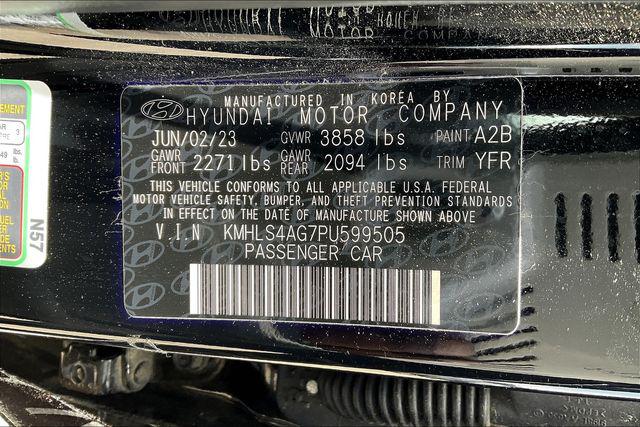 MANUFACTURED IN KOREA BY
HYUNDAI MOTOR COMPANY
JUN/02/23 GVWR 3858 lbs PAINT A2B
GAWR FRONT 2271 lbs GAWR REAR 2094 lbs TRIM YFR
THIS VEHICLE CONFORMS TO ALL APPLICABLE U.S.A. FEDERAL
MOTOR VEHICLE SAFETY, BUMPER, AND THEFT PREVENTION STANDARDS
IN EFFECT ON THE DATE OF MANUFACTURE SHOWN ABOVE
V.I.N KMHLS4AG7PU599505
PASSENGER CAR
N57